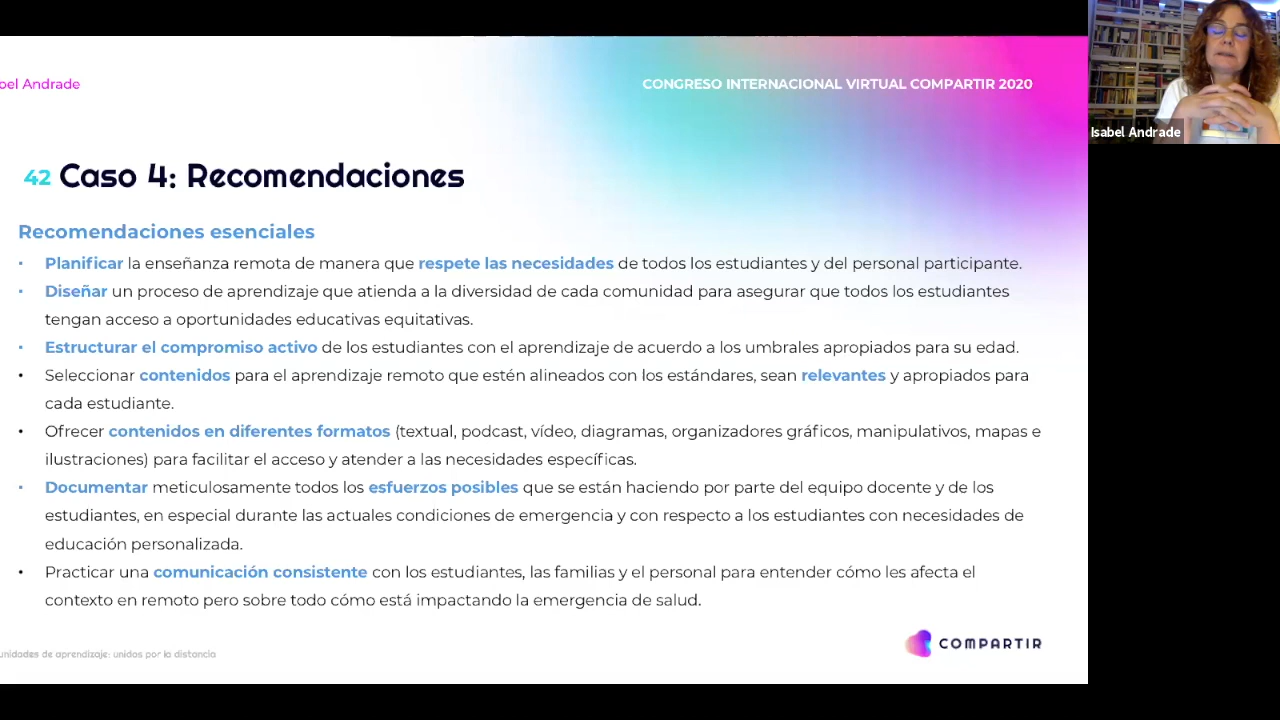 bel Andrade
CONGRESO INTERNACIONAL VIRTUAL COMPARTIR 2020
Isabel Andrade
42 Caso 4: Recomendaciones
Recomendaciones esenciales
• Planificar la enseñanza remota de manera que respete las necesidades de todos los estudiantes y del personal participante.
• Diseñar un proceso de aprendizaje que atienda a la diversidad de cada comunidad para asegurar que todos los estudiantes
tengan acceso a oportunidades educativas equitativas.
• Estructurar el compromiso activo de los estudiantes con el aprendizaje de acuerdo a los umbrales apropiados para su edad.
• Seleccionar contenidos para el aprendizaje remoto que estén alineados con los estándares, sean relevantes y apropiados para
cada estudiante.
• Ofrecer contenidos en diferentes formatos (textual, podcast, vídeo, diagramas, organizadores gráficos, manipulativos, mapas e
ilustraciones) para facilitar el acceso y atender a las necesidades específicas.
• Documentar meticulosamente todos los esfuerzos posibles que se están haciendo por parte del equipo docente y de los
estudiantes, en especial durante las actuales condiciones de emergencia y con respecto a los estudiantes con necesidades de
educación personalizada.
• Practicar una comunicación consistente con los estudiantes, las familias y el personal para entender cómo les afecta el
contexto en remoto pero sobre todo cómo está impactando la emergencia de salud.
unidades de aprendizaje: unidos por la distancia
COMPARTIR